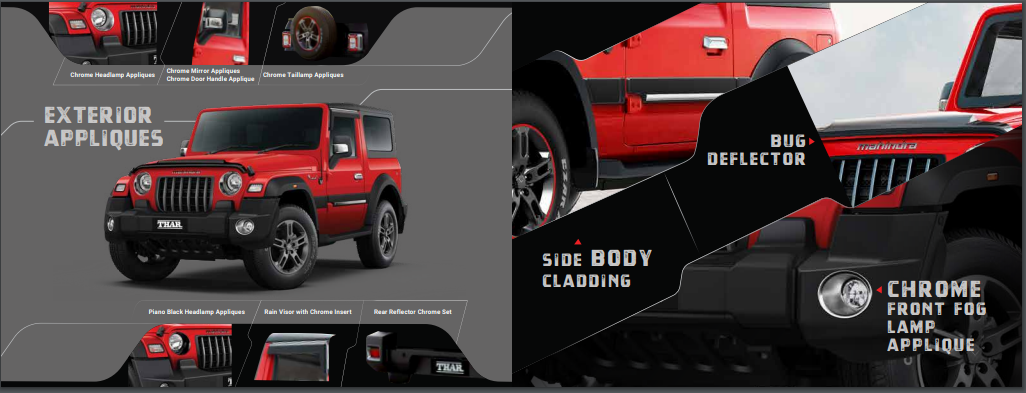 Chrome Headlamp Appliques
Chrome Mirror Appliques
Chrome Door Handle Applique
Chrome Taillamp Appliques
EXTERIOR
APPLIQUES
THAR
Piano Black Headlamp Appliques
Rain Visor with Chrome Insert
Rear Reflector Chrome Set
THAR
BUG
DEFLECTOR
mahindra
SIDE BODY
CLADDING
CHROME
FRONT FOG
LAMP
APPLIQUE